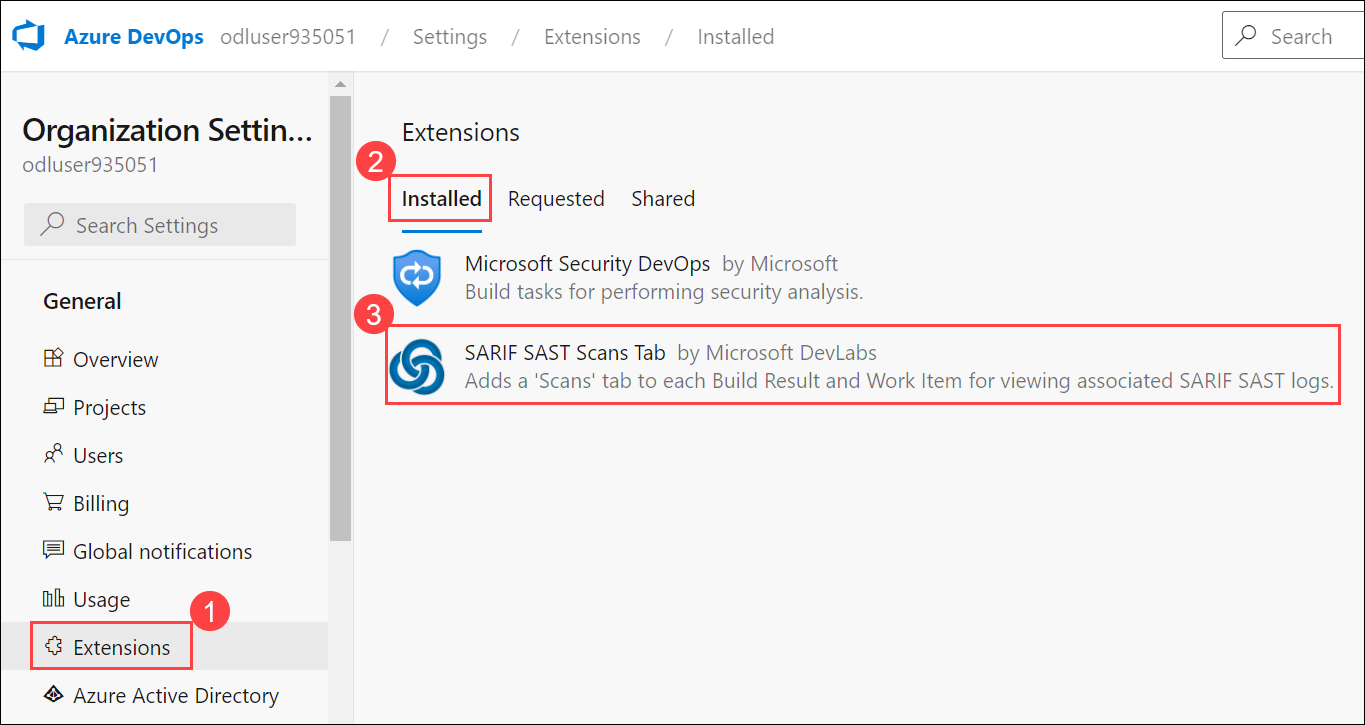 Azure DevOps odluser935051 / Settings / Extensions / Installed
Search
Organization Settin...
odluser935051
Search Settings
General
Overview
Projects
Users
Billing
Global notifications
Usage
1
Extensions
Azure Active Directory
Extensions
2
Installed Requested Shared
Microsoft Security DevOps by Microsoft
Build tasks for performing security analysis.
3
SARIF SAST Scans Tab by Microsoft DevLabs
Adds a 'Scans' tab to each Build Result and Work Item for viewing associated SARIF SAST logs.